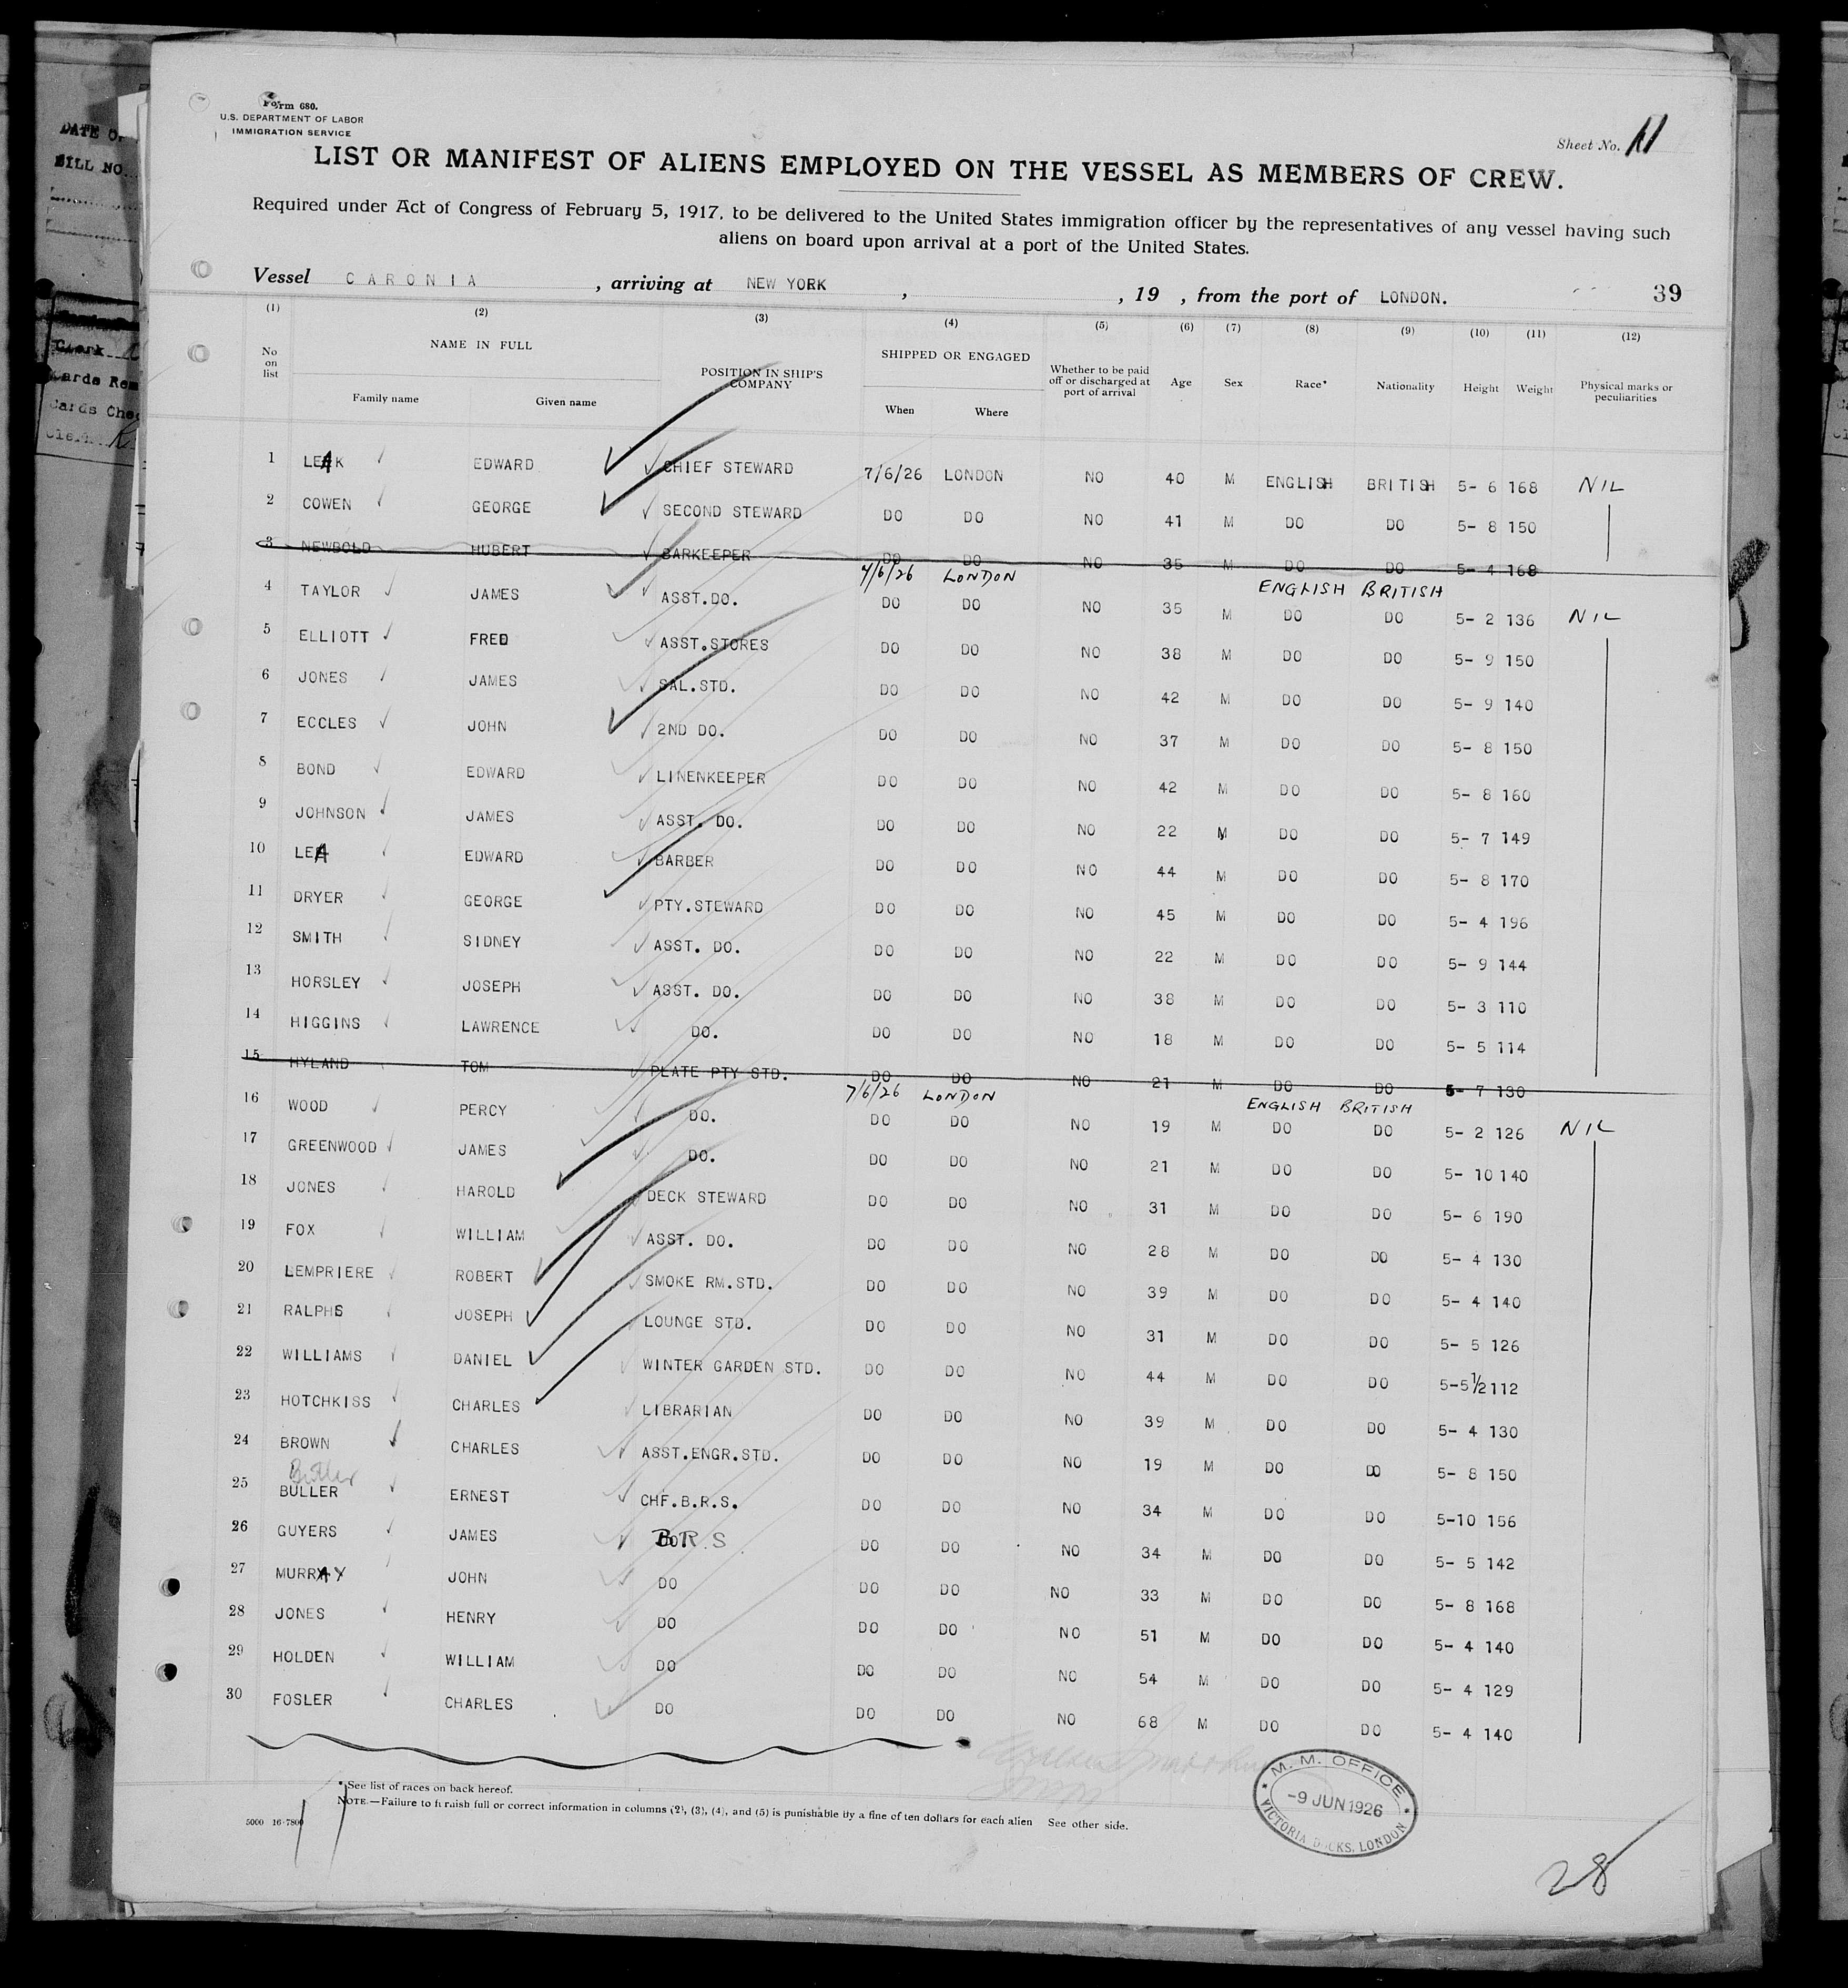 Form 680.
U.S. DEPARTMENT OF LABOR
IMMIGRATION SERVICE
Sheet No. 11
LIST OR MANIFEST OF ALIENS EMPLOYED ON THE VESSEL AS MEMBERS OF CREW.
Required under Act of Congress of February 5, 1917, to be delivered to the United States immigration officer by the representatives of any vessel having such
aliens on board upon arrival at a port of the United States.
Vessel CARONIA, arriving at NEW YORK, , 19 , from the port of LONDON. 39
(1) (2) (3) (4) (5) (6) (7) (8) (9) (10) (11) (12)
No on list NAME IN FULL Family name Given name POSITION IN SHIP'S COMPANY SHIPPED OR ENGAGED When Where Whether to be paid off or discharged at port of arrival Age Sex Race* Nationality Height Weight Physical marks or peculiarities
1 LEAK EDWARD CHIEF STEWARD 7/6/26 LONDON NO 40 M ENGLISH BRITISH 5- 6 168 NIL
2 COWEN GEORGE SECOND STEWARD DO DO NO 41 M DO DO 5- 8 150
3 NEWBOLD HUBERT BARKEEPER DO DO NO 35 M DO DO 5- 4 168
7/6/26 LONDON ENGLISH BRITISH
4 TAYLOR JAMES ASST.DO. DO DO NO 35 M DO DO 5- 2 136 NIL
5 ELLIOTT FRED ASST.STORES DO DO NO 38 M DO DO 5- 9 150
6 JONES JAMES SAL.STD. DO DO NO 42 M DO DO 5- 9 140
7 ECCLES JOHN 2ND DO. DO DO NO 37 M DO DO 5- 8 150
8 BOND EDWARD LINENKEEPER DO DO NO 42 M DO DO 5- 8 160
9 JOHNSON JAMES ASST. DO. DO DO NO 22 M DO DO 5- 7 149
10 LEA EDWARD BARBER DO DO NO 44 M DO DO 5- 8 170
11 DRYER GEORGE PTY.STEWARD DO DO NO 45 M DO DO 5- 4 196
12 SMITH SIDNEY ASST. DO. DO DO NO 22 M DO DO 5- 9 144
13 HORSLEY JOSEPH ASST. DO. DO DO NO 38 M DO DO 5- 3 110
14 HIGGINS LAWRENCE DO. DO DO NO 18 M DO DO 5- 5 114
15 HYLAND TOM PLATE PTY STD. DO DO NO 21 M DO DO 5- 7 130
7/6/26 LONDON ENGLISH BRITISH
16 WOOD PERCY DO. DO DO NO 19 M DO DO 5- 2 126 NIL
17 GREENWOOD JAMES DO. DO DO NO 21 M DO DO 5- 10 140
18 JONES HAROLD DECK STEWARD DO DO NO 31 M DO DO 5- 6 190
19 FOX WILLIAM ASST. DO. DO DO NO 28 M DO DO 5- 4 130
20 LEMPRIERE ROBERT SMOKE RM.STD. DO DO NO 39 M DO DO 5- 4 140
21 RALPHS JOSEPH LOUNGE STD. DO DO NO 31 M DO DO 5- 5 126
22 WILLIAMS DANIEL WINTER GARDEN STD. DO DO NO 44 M DO DO 5-5½ 112
23 HOTCHKISS CHARLES LIBRARIAN DO DO NO 39 M DO DO 5- 4 130
24 BROWN CHARLES ASST.ENGR.STD. DO DO NO 19 M DO DO 5- 8 150
Butler
25 BULLER ERNEST CHF.B.R.S. DO DO NO 34 M DO DO 5-10 156
26 GUYERS JAMES B.R.S DO DO NO 34 M DO DO 5- 5 142
27 MURRAY JOHN DO DO DO NO 33 M DO DO 5- 8 168
28 JONES HENRY DO DO DO NO 51 M DO DO 5- 4 140
29 HOLDEN WILLIAM DO DO DO NO 54 M DO DO 5- 4 129
30 FOSLER CHARLES DO DO DO NO 68 M DO DO 5- 4 140
* See list of races on back hereof.
NOTE.—Failure to furnish full or correct information in columns (2), (3), (4), and (5) is punishable by a fine of ten dollars for each alien See other side.
5000 16-7800
M. M. OFFICE
-9 JUN 1926
VICTORIA DOCKS, LONDON
28
DATE OF
BILL NO.
Clerk
Cards Rem
Cards Chec
Clerk